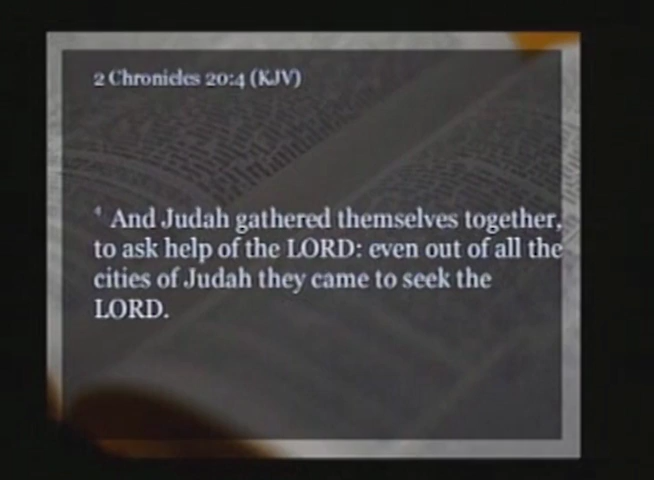 2 Chronicles 20:4 (KJV)
4 And Judah gathered themselves together,
to ask help of the LORD: even out of all the
cities of Judah they came to seek the
LORD.